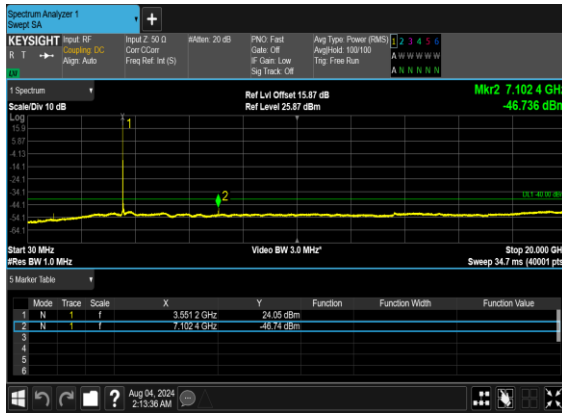 Spectrum Analyzer 1
Swept SA
+
KEYSIGHT Input: RF Input Z: 50 Ω #Atten: 20 dB PNO: Fast Avg Type: Power (RMS) 1 2 3 4 5 6
R T Coupling: DC Corr CCorr Gate: Off Avg|Hold: 100/100 A W W W W W
Align: Auto Freq Ref: Int (S) IF Gain: Low Trig: Free Run
LXI Sig Track: Off A N N N N N
1 Spectrum
Scale/Div 10 dB
Ref Lvl Offset 15.87 dB
Ref Level 25.87 dBm
Mkr2 7.102 4 GHz
-46.736 dBm
Log
15.9
5.87
-4.13
-14.1
-24.1
-34.1
-44.1
-54.1
-64.1
1
2
Start 30 MHz Video BW 3.0 MHz* Stop 20.000 GHz
#Res BW 1.0 MHz Sweep 34.7 ms (40001 pts)
5 Marker Table
Mode Trace Scale X Y Function Function Width Function Value
1 N 1 f 3.551 2 GHz 24.05 dBm
2 N 1 f 7.102 4 GHz -46.74 dBm
3
4
5
6
? Aug 04, 2024
2:13:36 AM